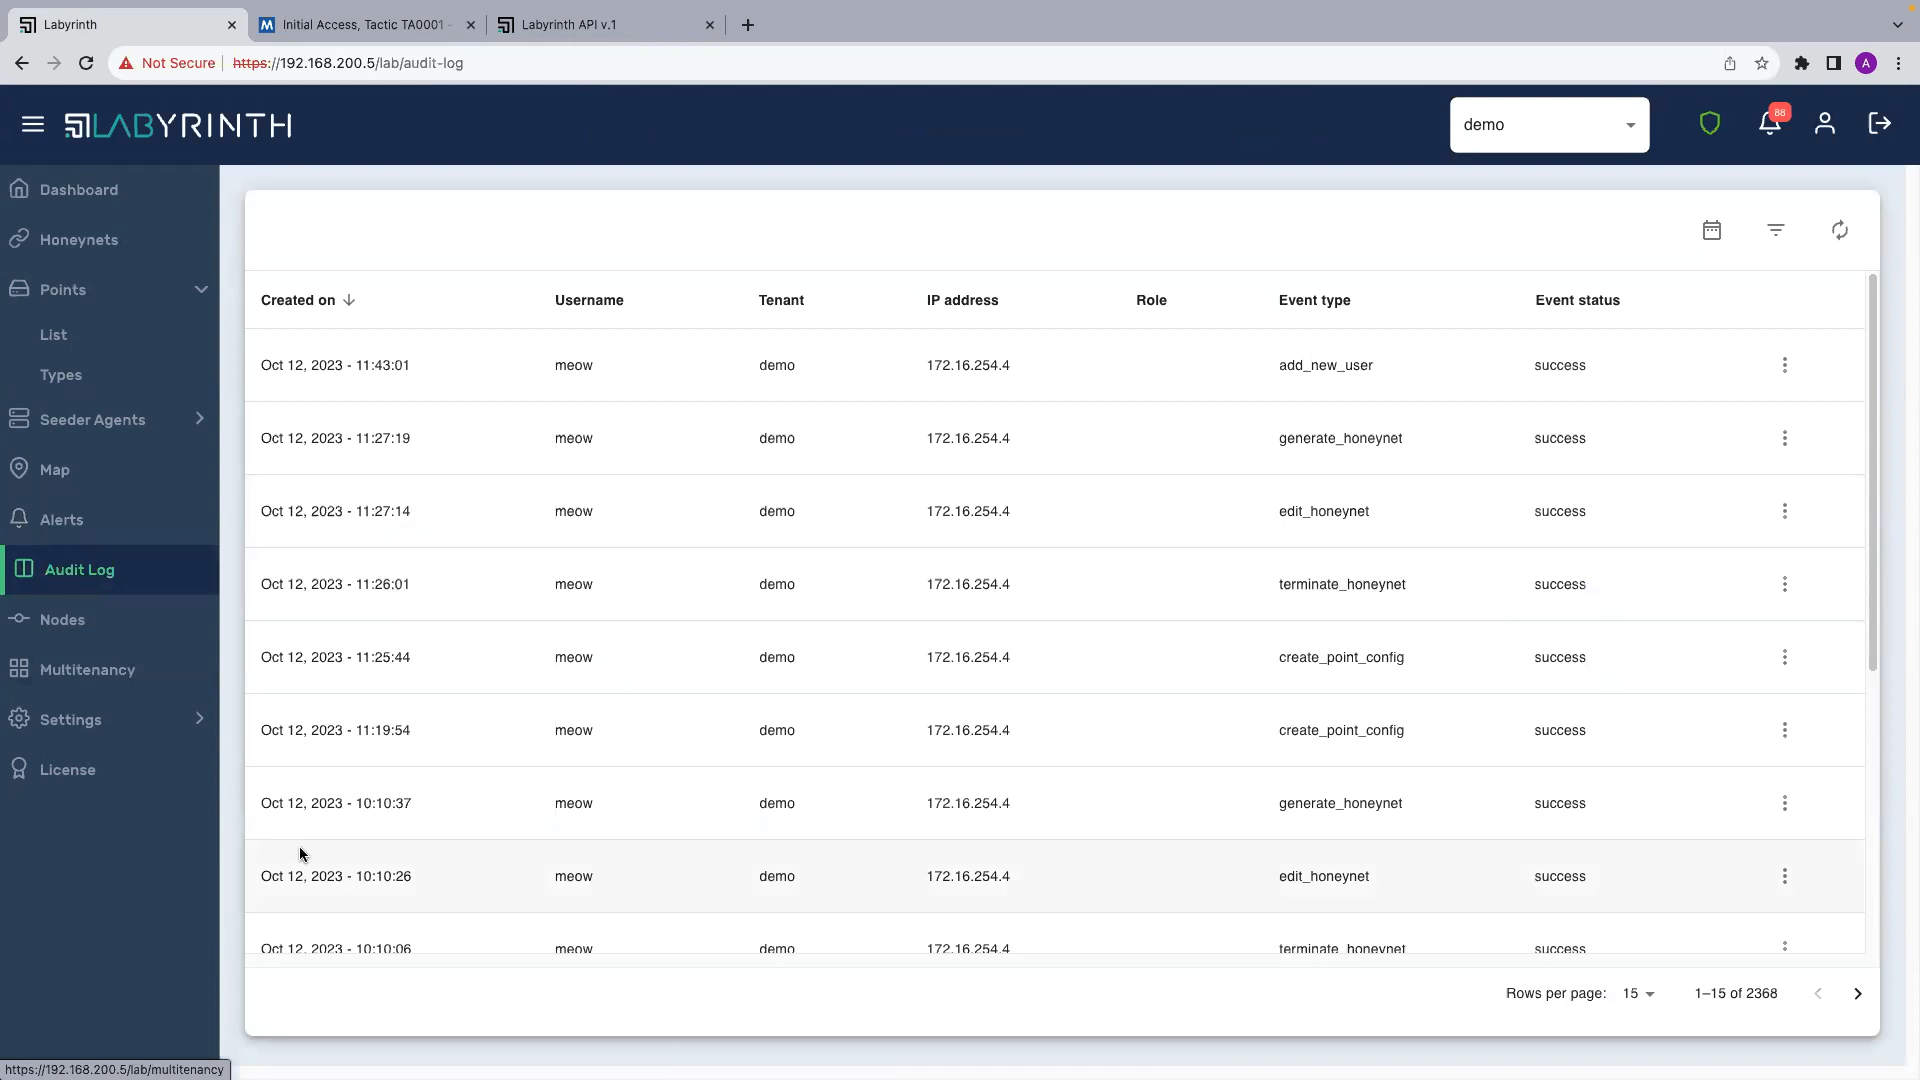 Labyrinth
Initial Access, Tactic TA0001 -
Labyrinth API v.1
Not Secure
https://192.168.200.5/lab/audit-log
A
LABYRINTH
demo
88
Dashboard
Honeynets
Points
List
Types
Seeder Agents
Map
Alerts
Audit Log
Nodes
Multitenancy
Settings
License
Created on Username Tenant IP address Role Event type Event status
Oct 12, 2023 - 11:43:01 meow demo 172.16.254.4 add_new_user success
Oct 12, 2023 - 11:27:19 meow demo 172.16.254.4 generate_honeynet success
Oct 12, 2023 - 11:27:14 meow demo 172.16.254.4 edit_honeynet success
Oct 12, 2023 - 11:26:01 meow demo 172.16.254.4 terminate_honeynet success
Oct 12, 2023 - 11:25:44 meow demo 172.16.254.4 create_point_config success
Oct 12, 2023 - 11:19:54 meow demo 172.16.254.4 create_point_config success
Oct 12, 2023 - 10:10:37 meow demo 172.16.254.4 generate_honeynet success
Oct 12, 2023 - 10:10:26 meow demo 172.16.254.4 edit_honeynet success
Oct 12, 2023 - 10:10:06 meow demo 172.16.254.4 terminate_honeynet success
Rows per page: 15 1–15 of 2368
https://192.168.200.5/lab/multitenancy